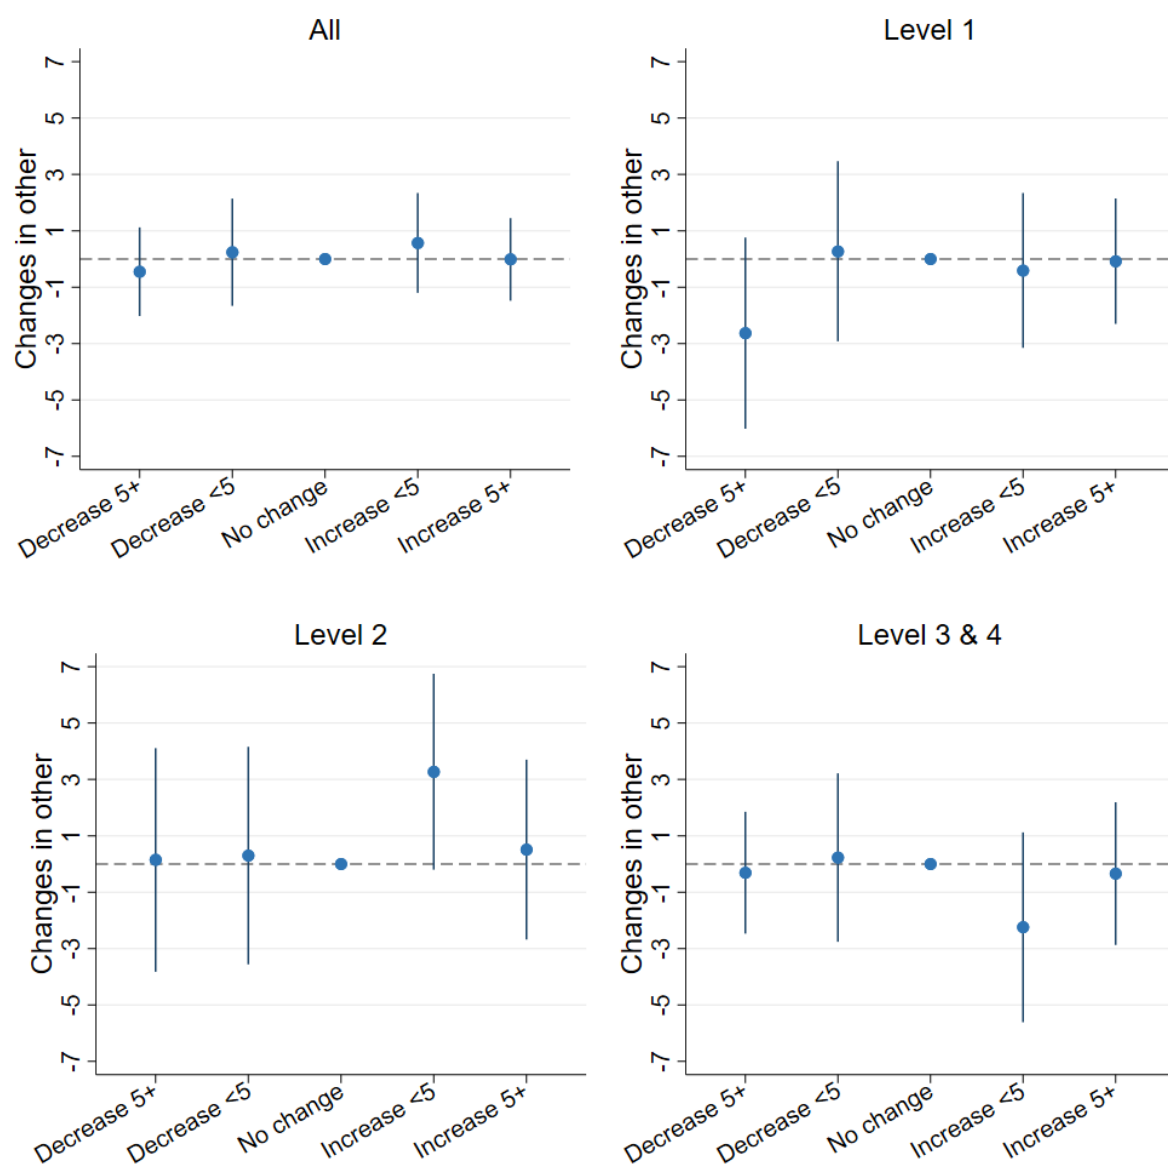 All
Changes in other
7
5
3
1
-1
-3
-5
-7
Decrease 5+
Decrease <5
No change
Increase <5
Increase 5+
Level 1
Changes in other
7
5
3
1
-1
-3
-5
-7
Decrease 5+
Decrease <5
No change
Increase <5
Increase 5+
Level 2
Changes in other
7
5
3
1
-1
-3
-5
-7
Decrease 5+
Decrease <5
No change
Increase <5
Increase 5+
Level 3 & 4
Changes in other
7
5
3
1
-1
-3
-5
-7
Decrease 5+
Decrease <5
No change
Increase <5
Increase 5+